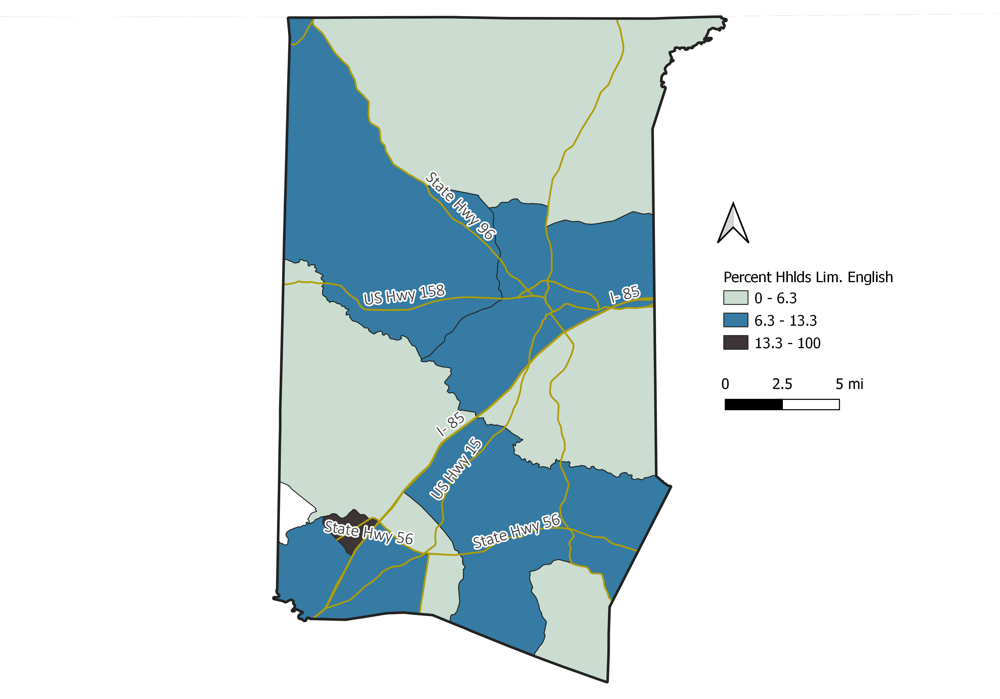 State Hwy 96
US Hwy 158
I- 85
Percent Hhlds Lim. English
0 - 6.3
6.3 - 13.3
13.3 - 100
0 2.5 5 mi
I- 85
US Hwy 15
State Hwy 56
State Hwy 56